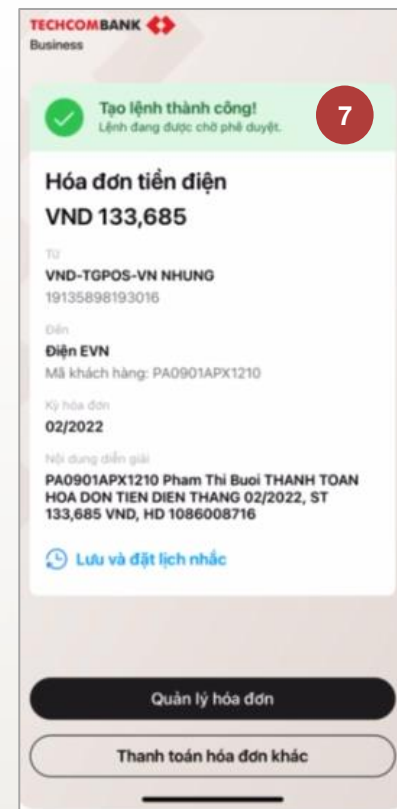 TECHCOMBANK
Business
Tạo lệnh thành công!
Lệnh đang được chờ phê duyệt.
7
Hóa đơn tiền điện
VND 133,685
Từ
VND-TGPOS-VN NHUNG
19135898193016
Đến
Điện EVN
Mã khách hàng: PA0901APX1210
Kỳ hóa đơn
02/2022
Nội dung diễn giải
PA0901APX1210 Pham Thi Buoi THANH TOAN
HOA DON TIEN DIEN THANG 02/2022, ST
133,685 VND, HD 1086008716
Lưu và đặt lịch nhắc
Quản lý hóa đơn
Thanh toán hóa đơn khác